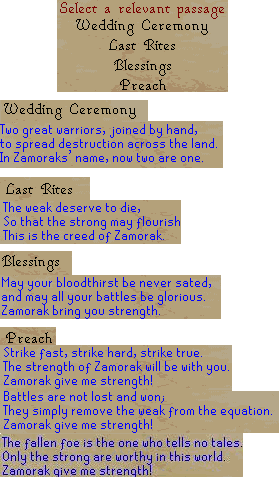 Select a relevant passage
Wedding Ceremony
Last Rites
Blessings
Preach
Wedding Ceremony
Two great warriors, joined by hand,
to spread destruction across the land.
In Zamoraks' name, now two are one.
Last Rites
The weak deserve to die,
So that the strong may flourish
This is the creed of Zamorak.
Blessings
May your bloodthirst be never sated,
and may all your battles be glorious.
Zamorak bring you strength.
Preach
Strike fast, strike hard, strike true.
The strength of Zamorak will be with you.
Zamorak give me strength!
Battles are not lost and won;
They simply remove the weak from the equation.
Zamorak give me strength!
The fallen foe is the one who tells no tales.
Only the strong are worthy in this world.
Zamorak give me strength!